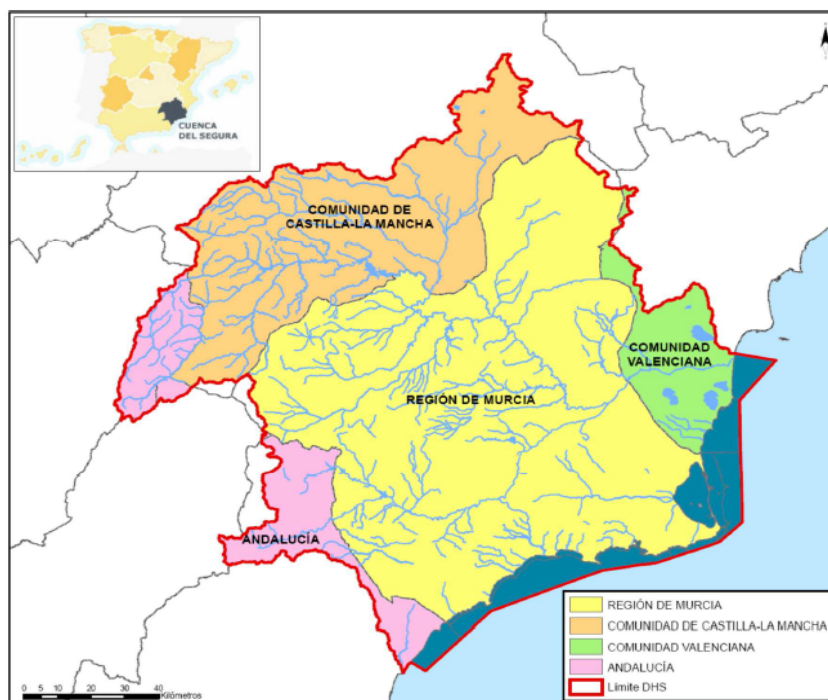 CUENCA
DEL SEGURA
COMUNIDAD DE
CASTILLA-LA MANCHA
COMUNIDAD
VALENCIANA
REGIÓN DE MURCIA
ANDALUCÍA
REGIÓN DE MURCIA
COMUNIDAD DE CASTILLA-LA MANCHA
COMUNIDAD VALENCIANA
ANDALUCÍA
Límite DHS
0 5 10 20 30 40
Kilómetros